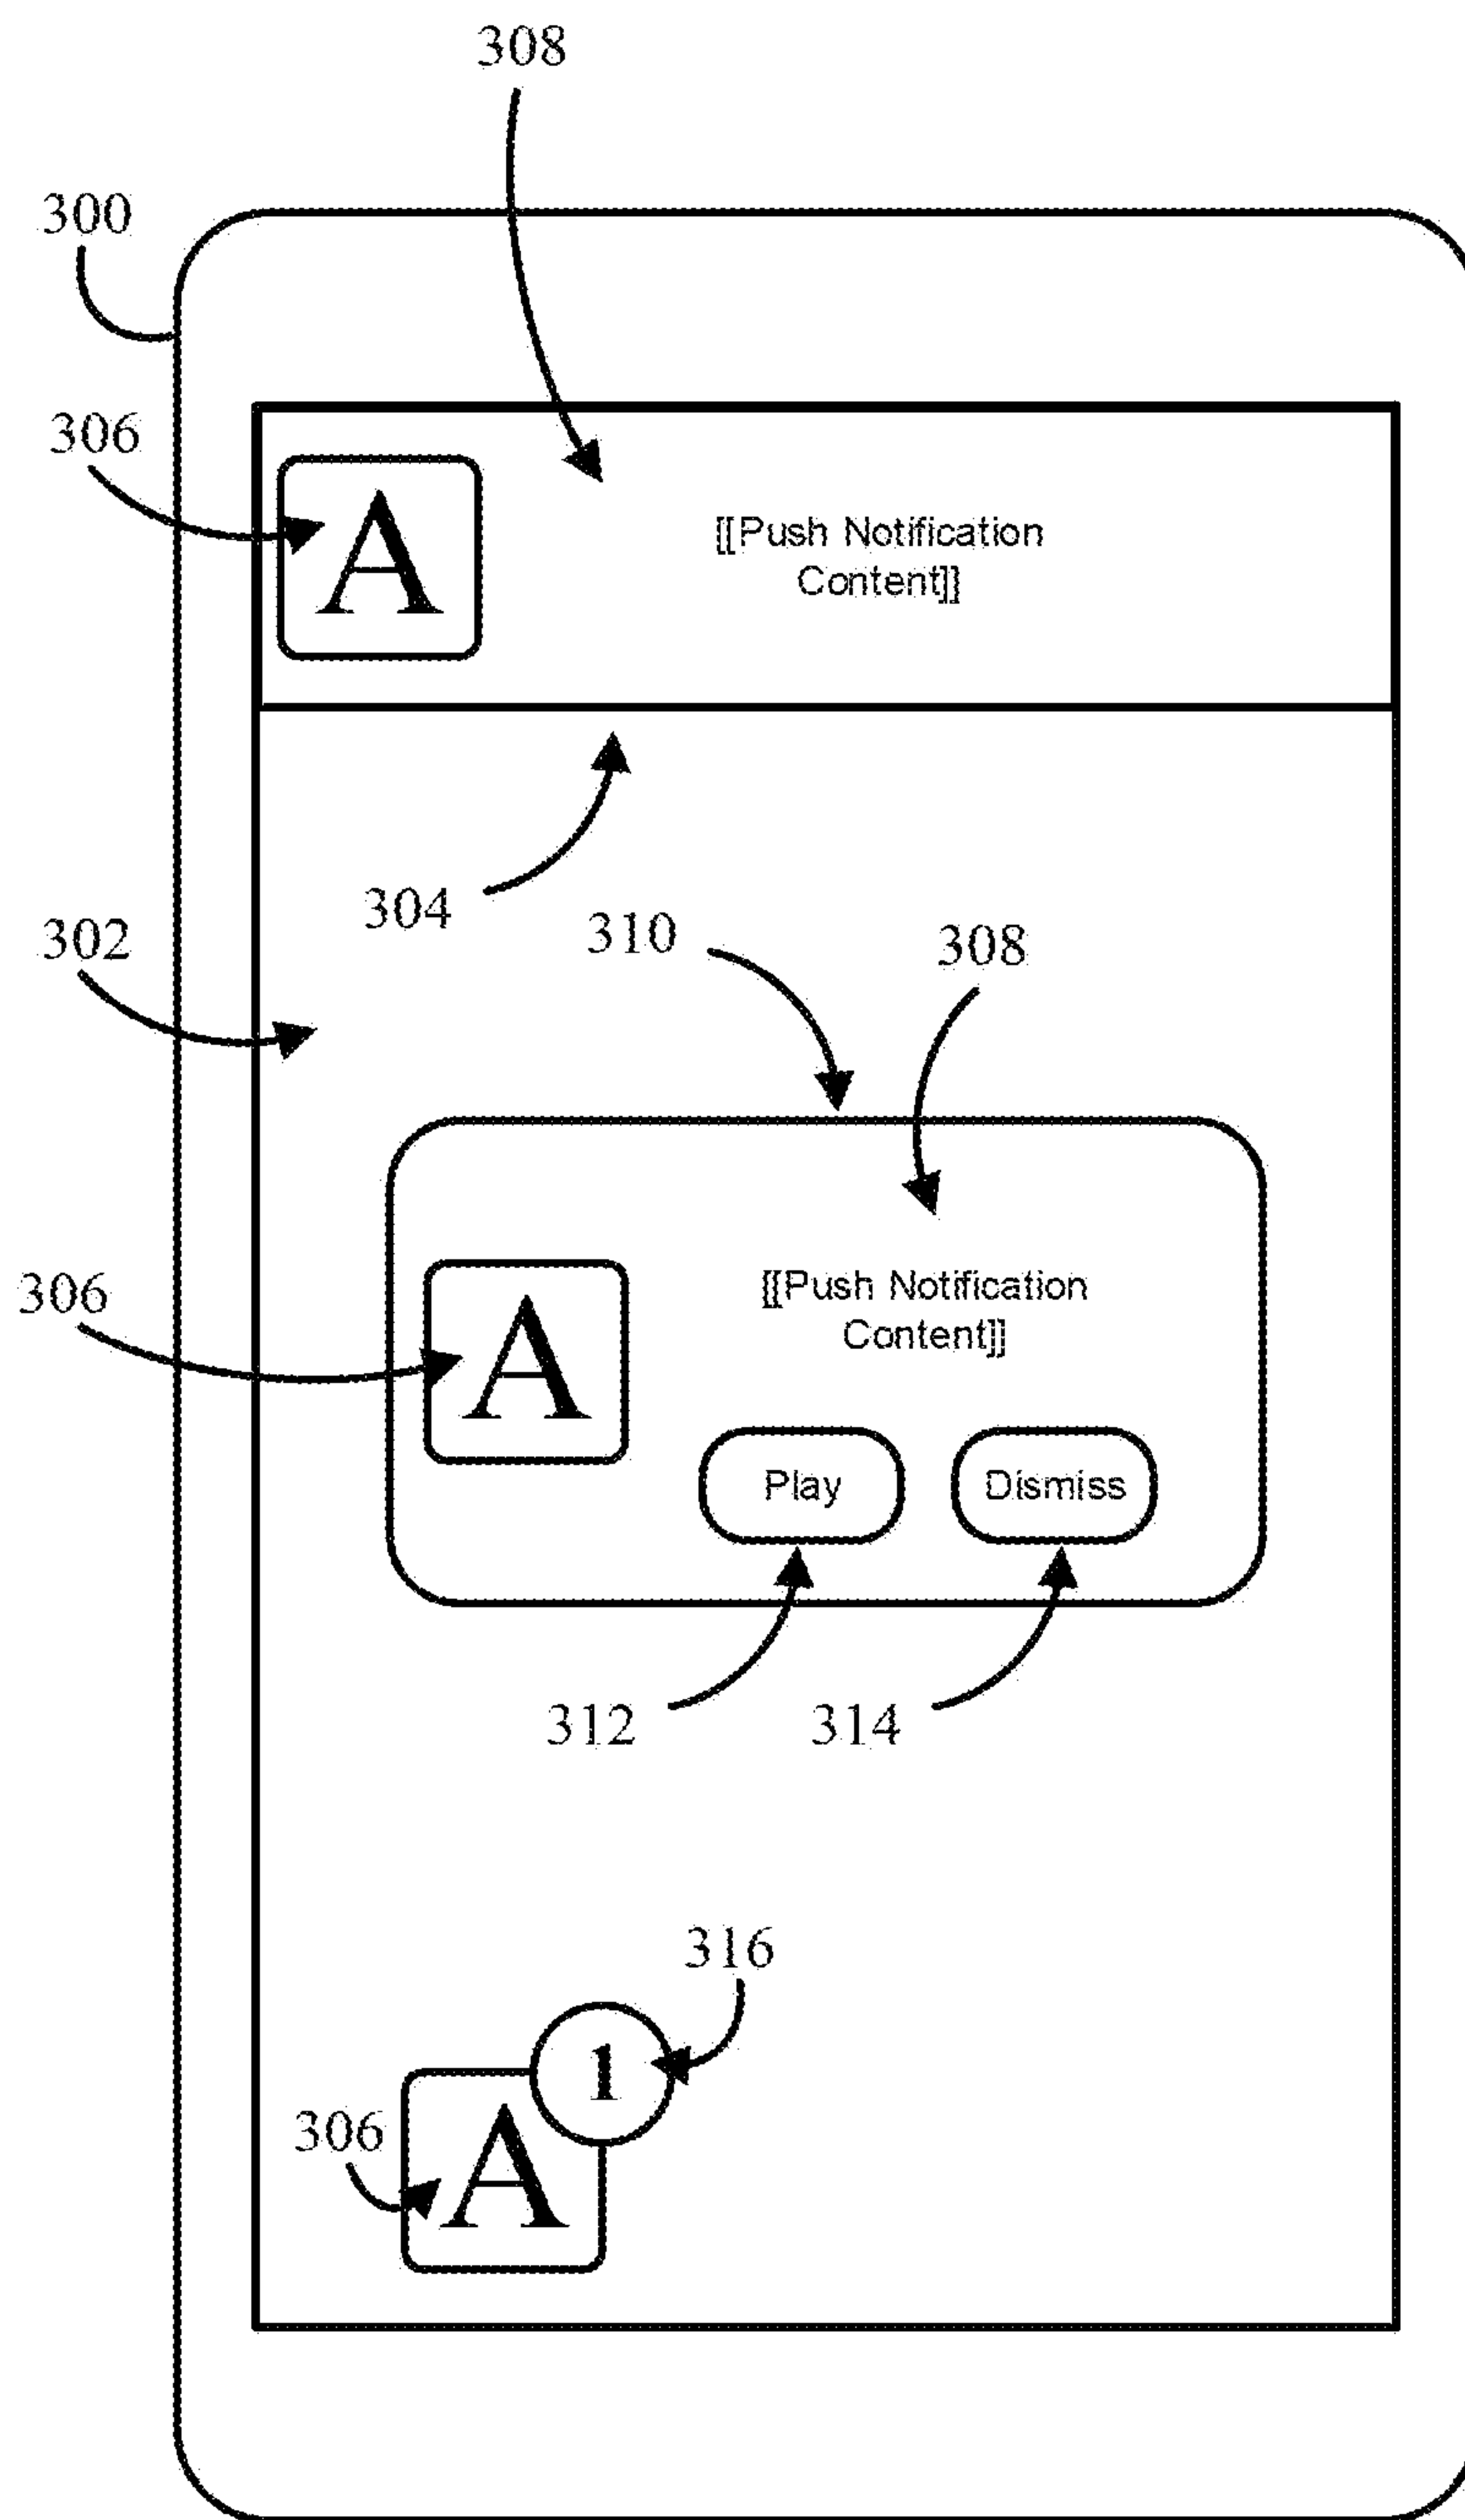 308
300
306
A
[[Push Notification
Content]]
304
310
308
302
306
A
[[Push Notification
Content]]
Play
Dismiss
312
314
316
1
306
A